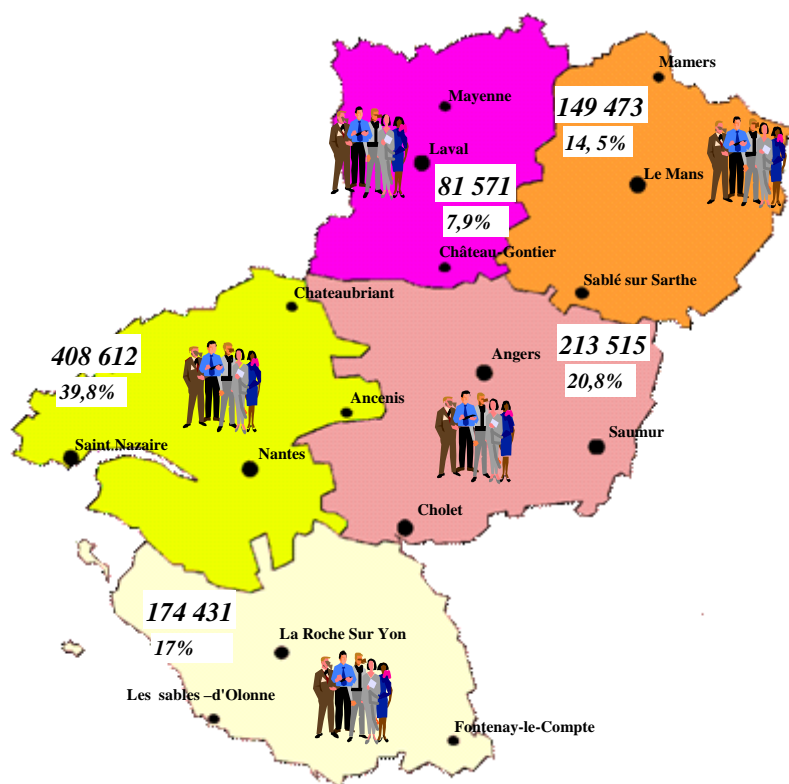 Mamers
Mayenne
149 473
14, 5%
Laval
81 571
7,9%
Le Mans
Château-Gontier
Sablé sur Sarthe
Chateaubriant
408 612
39,8%
213 515
20,8%
Angers
Ancenis
Saint Nazaire
Nantes
Saumur
Cholet
174 431
17%
La Roche Sur Yon
Les sables –d'Olonne
Fontenay-le-Compte